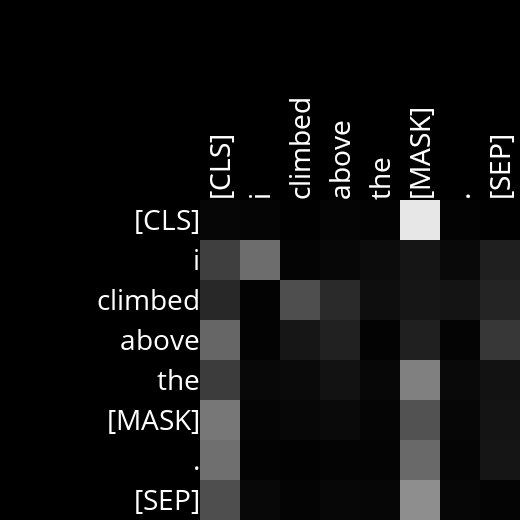 [CLS] i climbed above the [MASK] . [SEP]
[CLS]
i
climbed
above
the
[MASK]
.
[SEP]